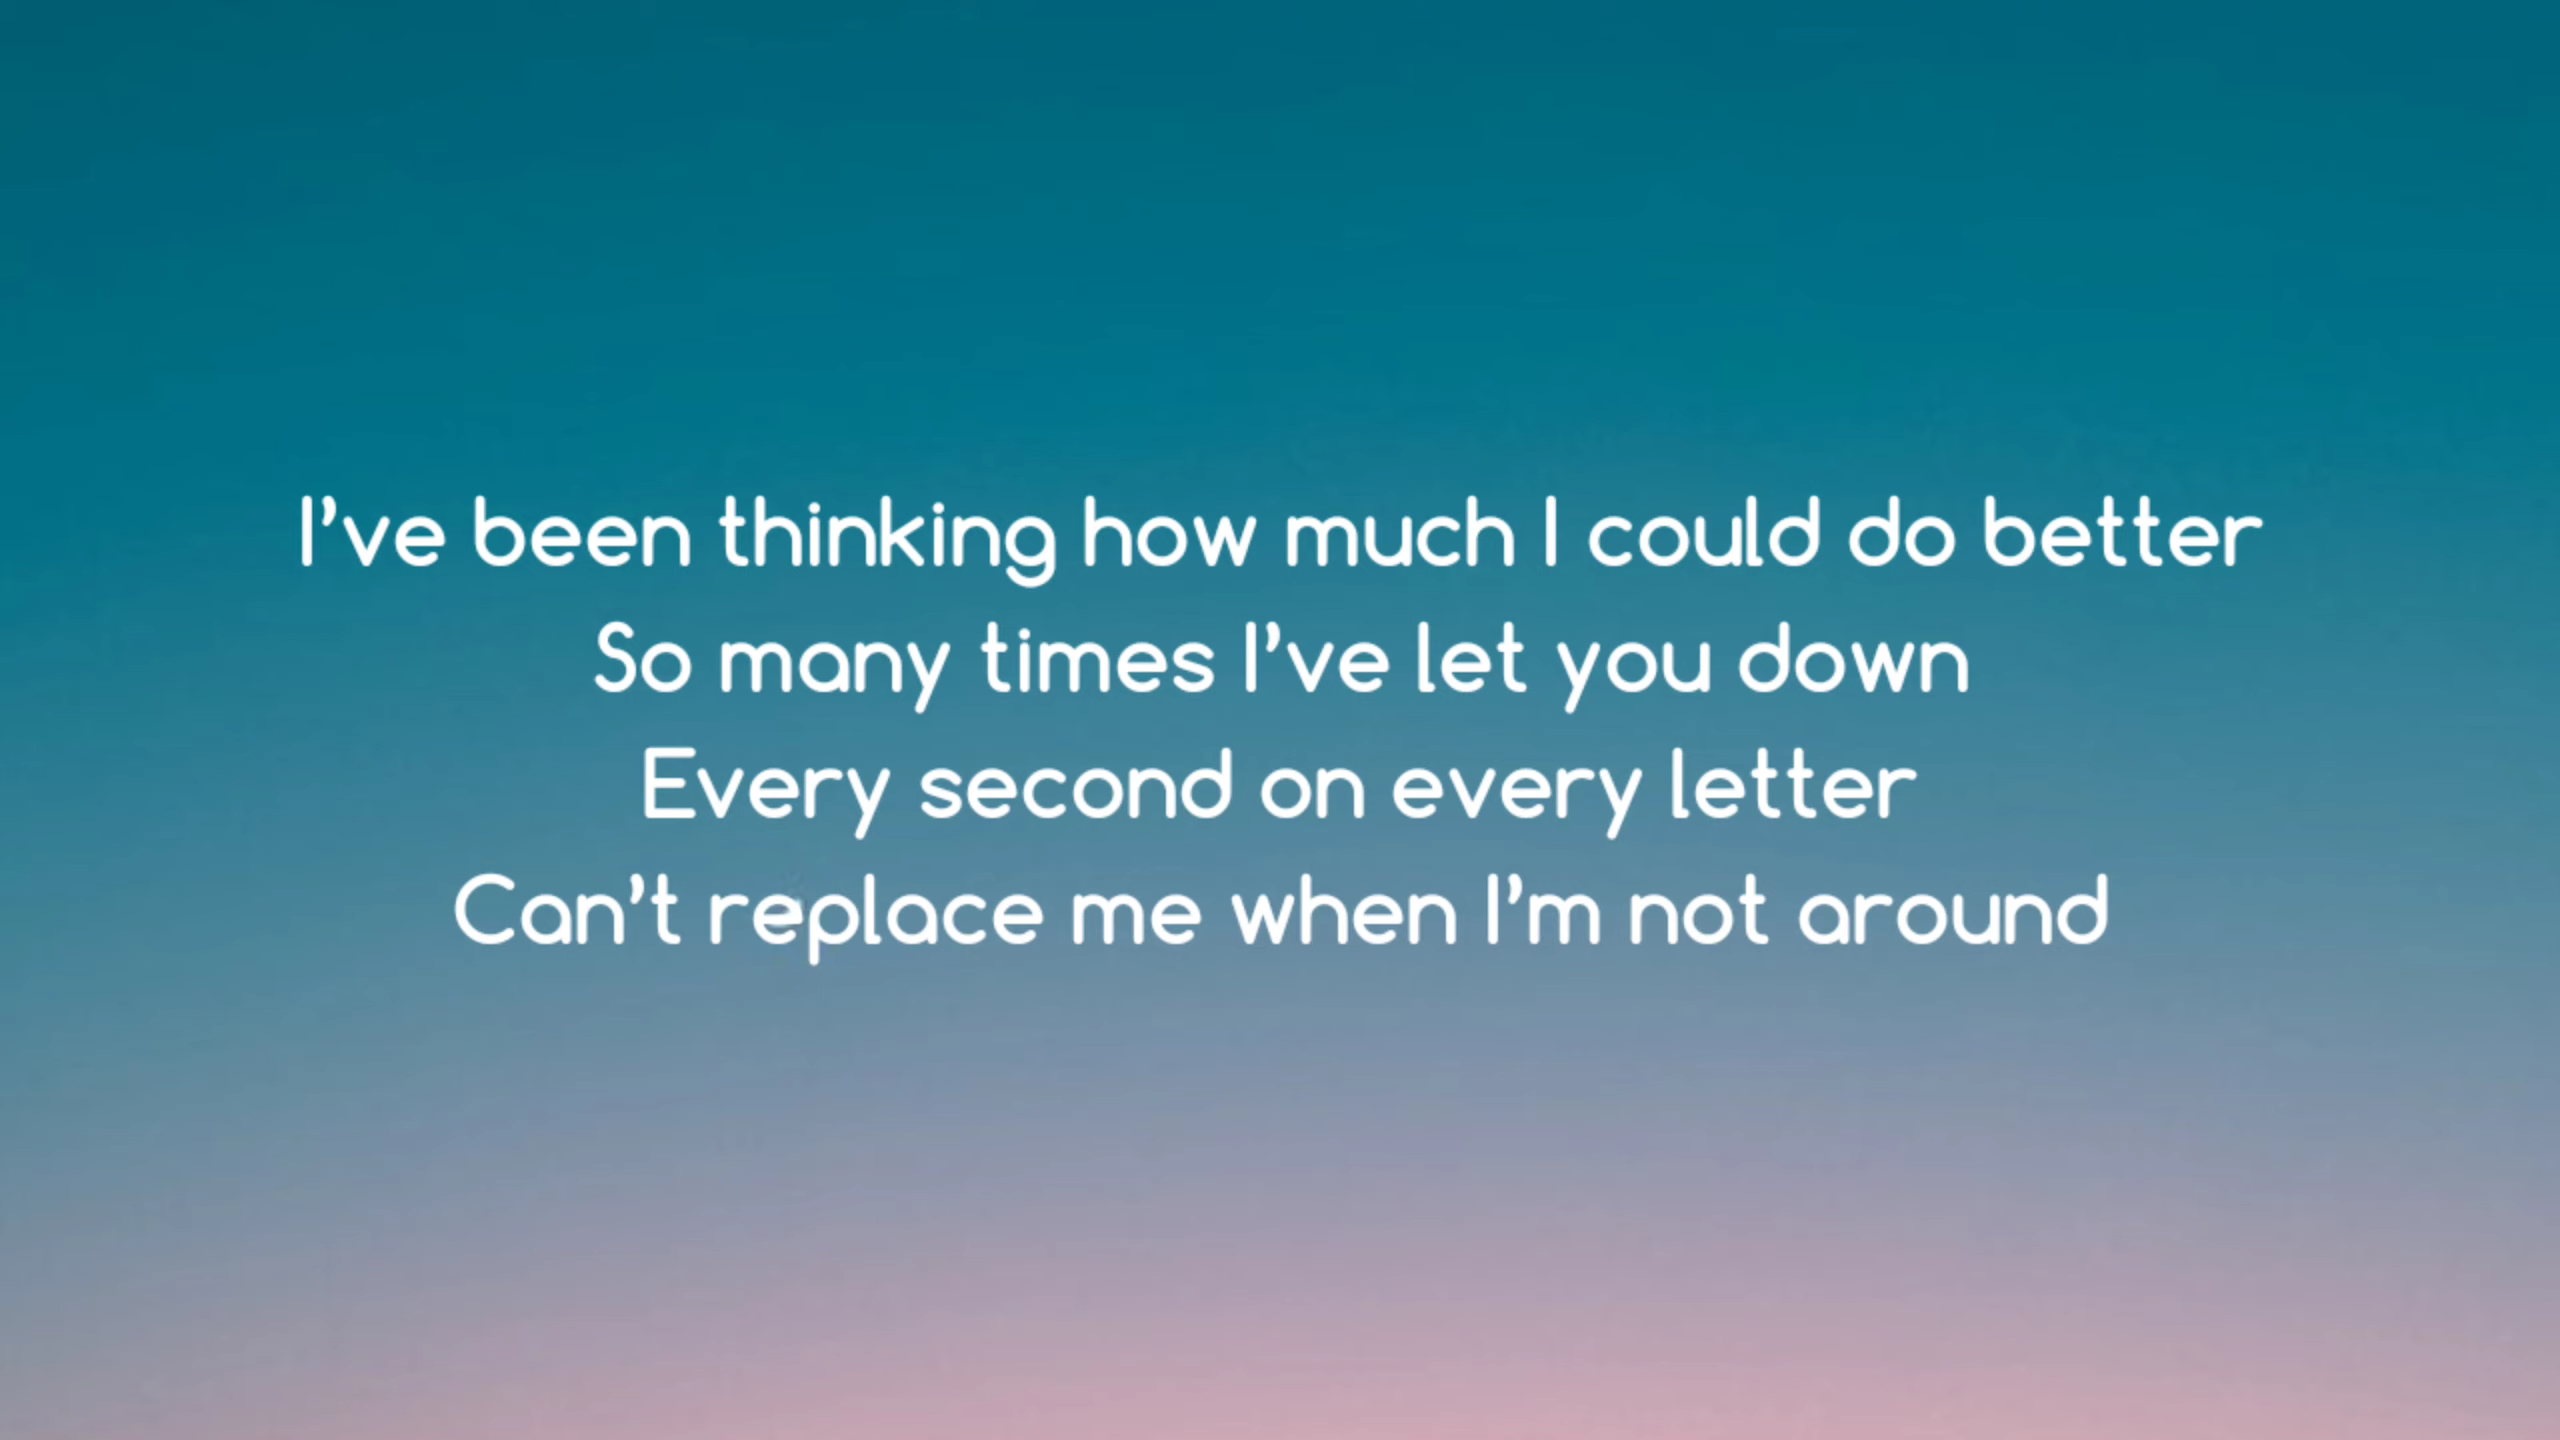 I've been thinking how much I could do better
So many times I've let you down
Every second on every letter
Can't replace me when I'm not around